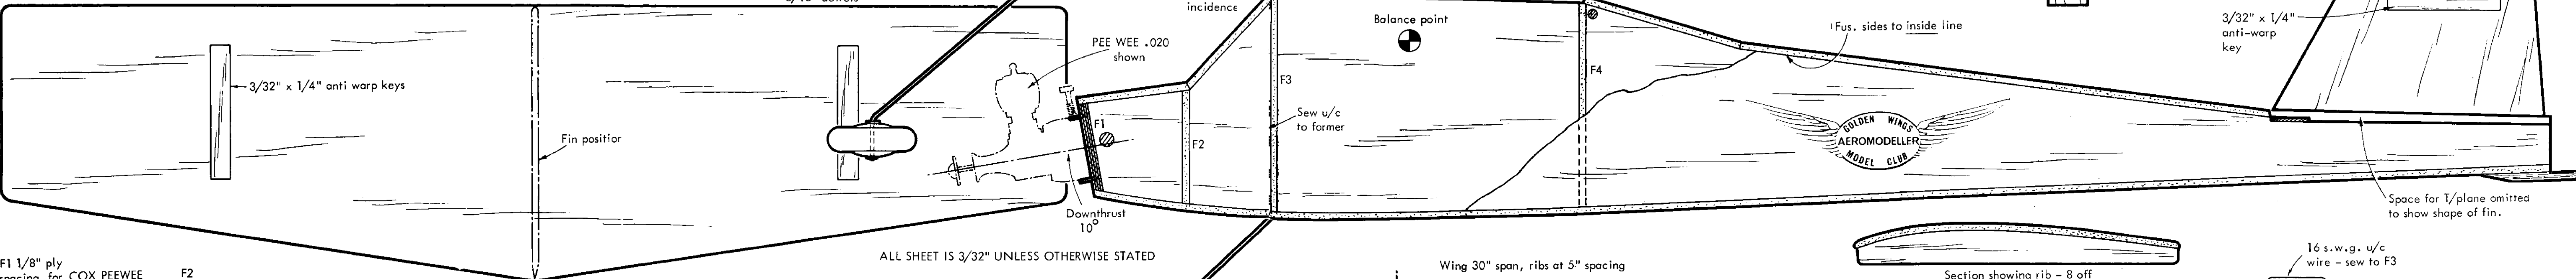 incidence
Balance point
3/32" x 1/4"
anti-warp
key
Fus. sides to inside line
PEE WEE .020
shown
F3
F4
3/32" x 1/4" anti warp keys
Sew u/c
to former
F1
GOLDEN WINGS
AEROMODELLER
MODEL CLUB
Fin position
F2
Downthrust
10°
Space for T/plane omitted
to show shape of fin.
ALL SHEET IS 3/32" UNLESS OTHERWISE STATED
16 s.w.g. u/c
wire - sew to F3
F1 1/8" ply
spacing for COX PEEWEE
F2
Wing 30" span, ribs at 5" spacing
Section showing rib - 8 off